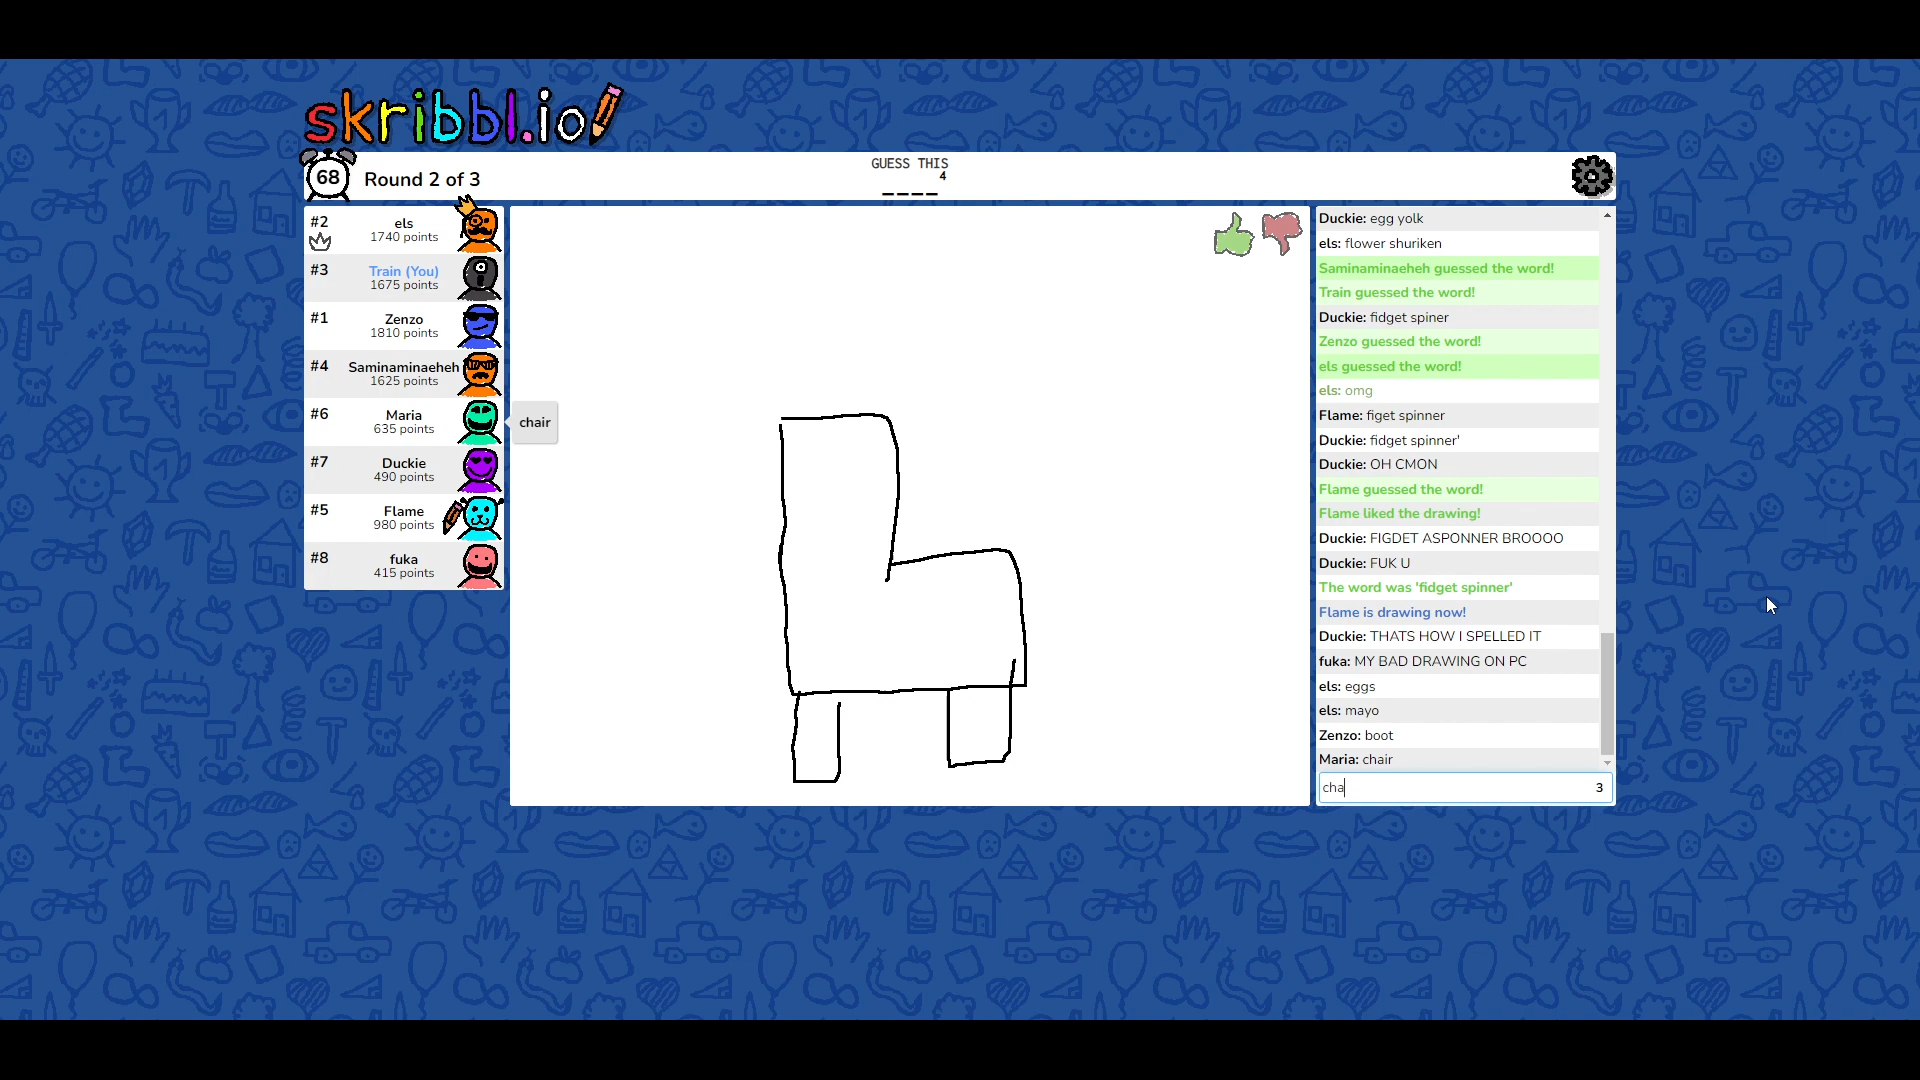 skribbl.io
68
Round 2 of 3
GUESS THIS
4
____
#2
els
1740 points
#3
Train (You)
1675 points
#1
Zenzo
1810 points
#4
Saminaminaeheh
1625 points
#6
Maria
635 points
chair
#7
Duckie
490 points
#5
Flame
980 points
#8
fuka
415 points
Duckie: egg yolk
els: flower shuriken
Saminaminaeheh guessed the word!
Train guessed the word!
Duckie: fidget spiner
Zenzo guessed the word!
els guessed the word!
els: omg
Flame: figet spinner
Duckie: fidget spinner'
Duckie: OH CMON
Flame guessed the word!
Flame liked the drawing!
Duckie: FIGDET ASPONNER BROOOO
Duckie: FUK U
The word was 'fidget spinner'
Flame is drawing now!
Duckie: THATS HOW I SPELLED IT
fuka: MY BAD DRAWING ON PC
els: eggs
els: mayo
Zenzo: boot
Maria: chair
cha
3